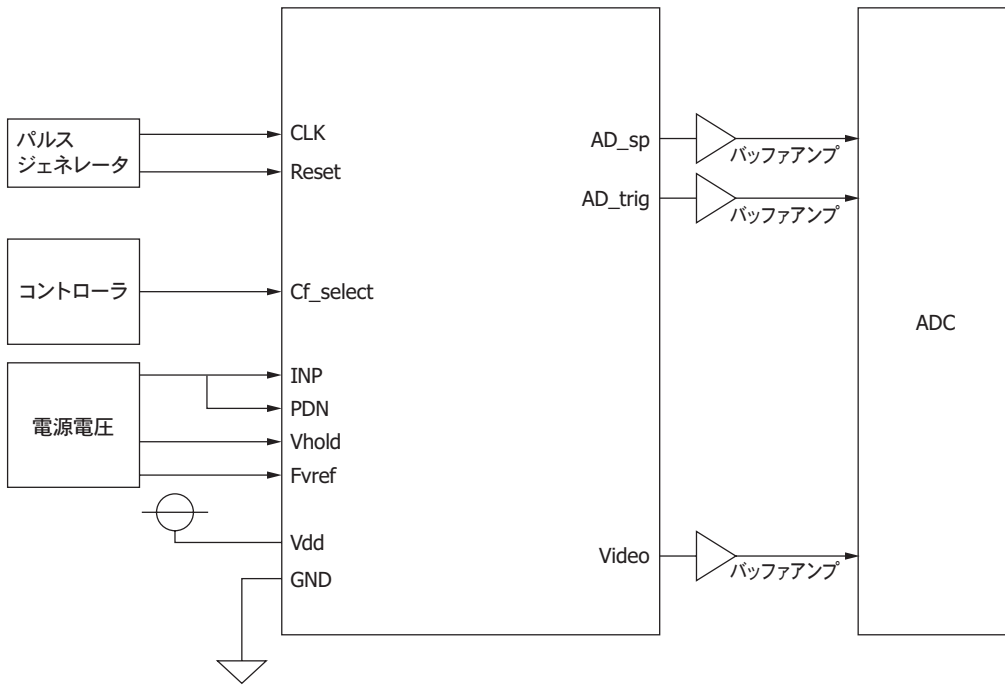 パルス
ジェネレータ
コントローラ
電源電圧
CLK
Reset
Cf_select
INP
PDN
Vhold
Fvref
Vdd
GND
AD_sp
AD_trig
Video
バッファアンプ
バッファアンプ
バッファアンプ
ADC